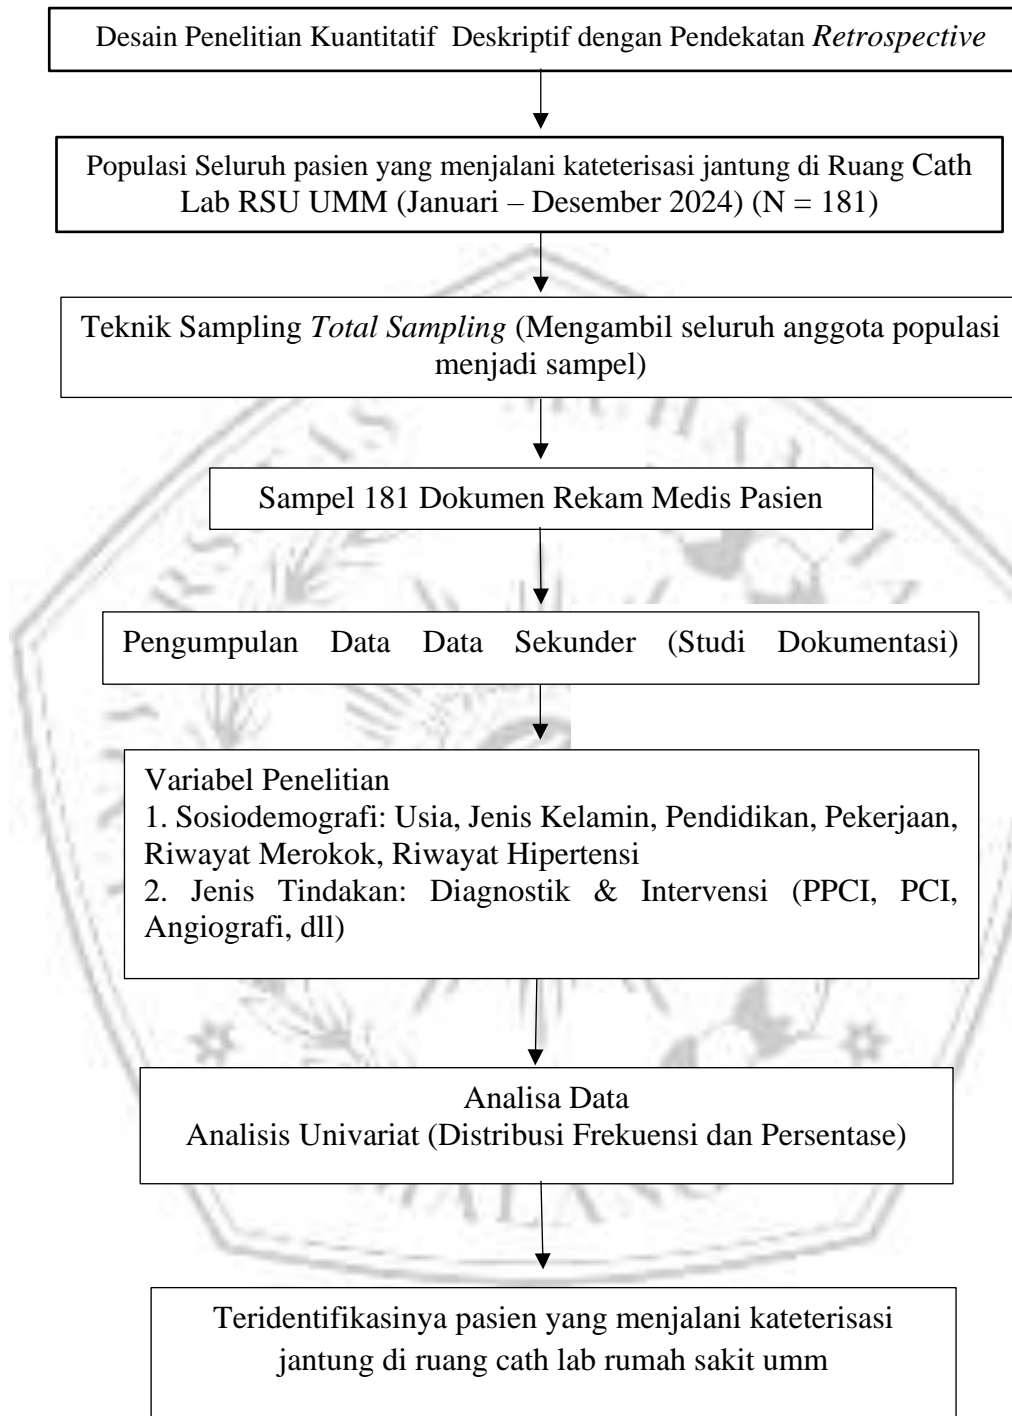 Desain Penelitian Kuantitatif Deskriptif dengan Pendekatan Retrospective
Populasi Seluruh pasien yang menjalani kateterisasi jantung di Ruang Cath
Lab RSU UMM (Januari – Desember 2024) (N = 181)
Teknik Sampling Total Sampling (Mengambil seluruh anggota populasi
menjadi sampel)
Sampel 181 Dokumen Rekam Medis Pasien
Pengumpulan Data Data Sekunder (Studi Dokumentasi)
Variabel Penelitian
1. Sosiodemografi: Usia, Jenis Kelamin, Pendidikan, Pekerjaan,
Riwayat Merokok, Riwayat Hipertensi
2. Jenis Tindakan: Diagnostik & Intervensi (PPCI, PCI,
Angiografi, dll)
Analisa Data
Analisis Univariat (Distribusi Frekuensi dan Persentase)
MALANG
Teridentifikasinya pasien yang menjalani kateterisasi
jantung di ruang cath lab rumah sakit umm